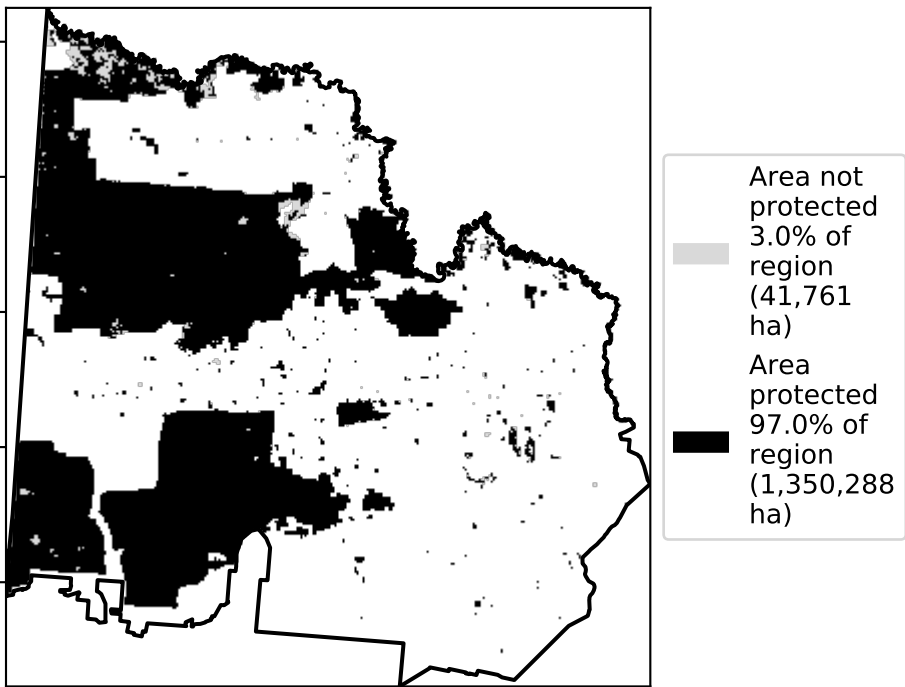 Area not
protected
3.0% of
region
(41,761
ha)
Area
protected
97.0% of
region
(1,350,288
ha)